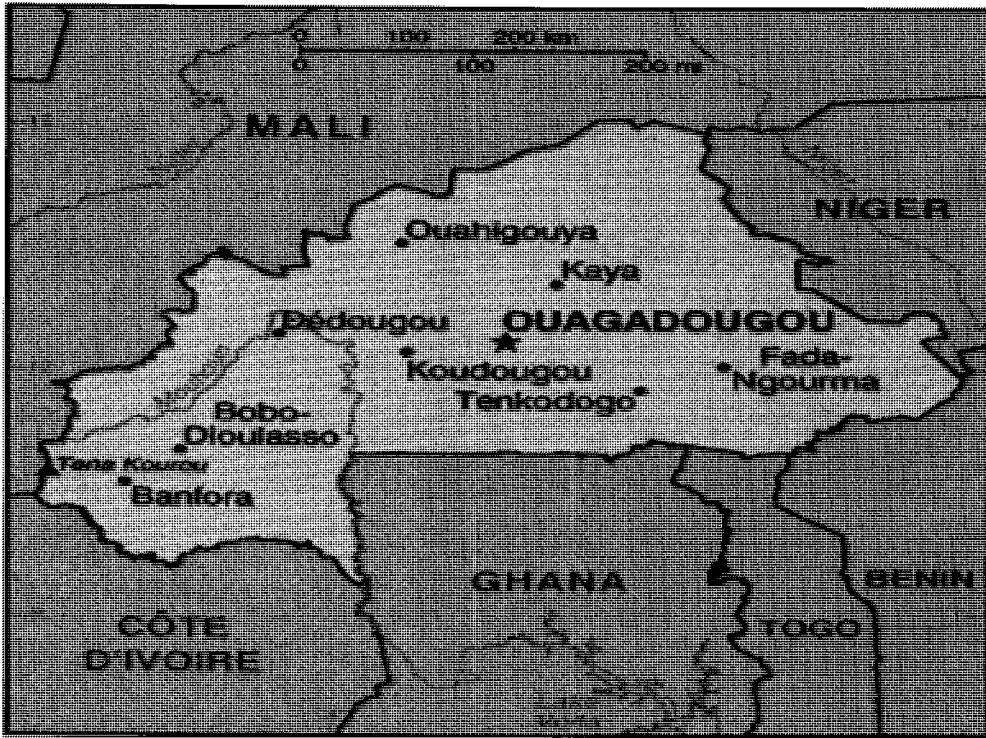 0 100 200 km
0 100 200 mi
MALI
NIGER
Ouahigouya
Kaya
Dédougou
OUAGADOUGOU
Koudougou
Fada-
Ngourma
Tenkodogo
Bobo-
Dioulasso
Tena Kourou
Banfora
GHANA
BENIN
TOGO
CÔTE
D'IVOIRE